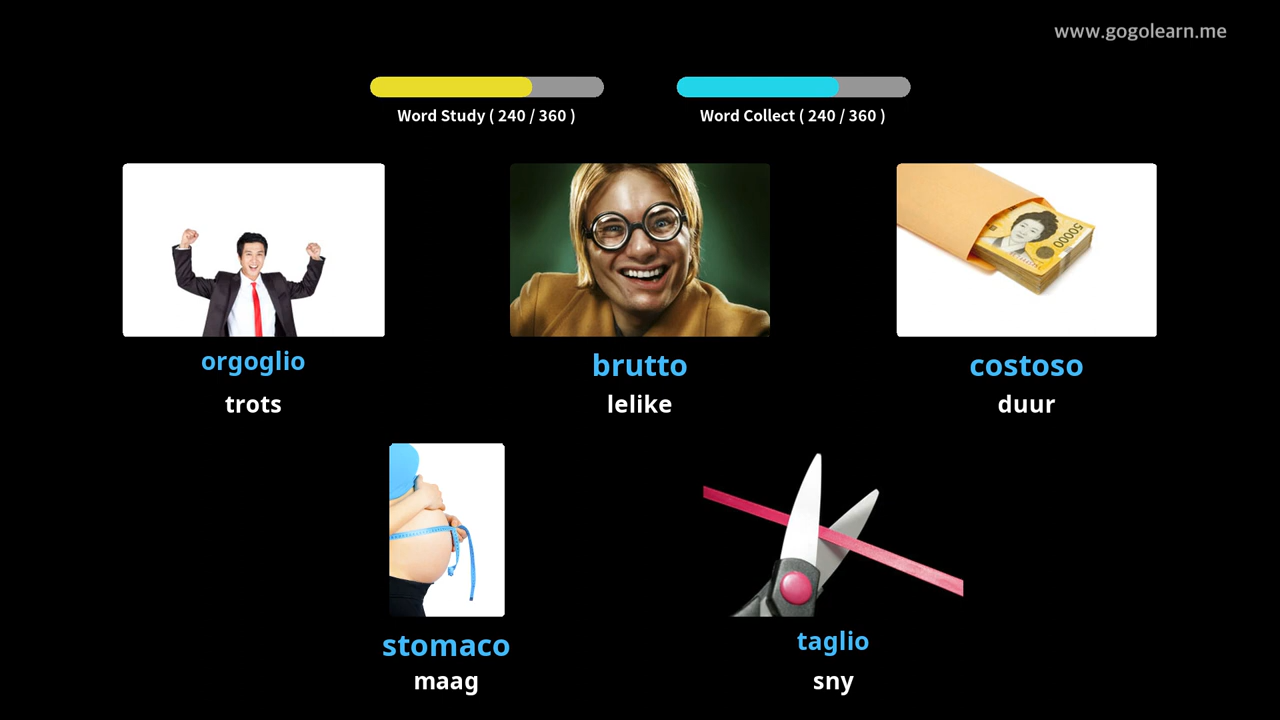 www.gogolearn.me
Word Study ( 240 / 360 )
Word Collect ( 240 / 360 )
50000
orgoglio
brutto
costoso
trots
lelike
duur
stomaco
taglio
maag
sny